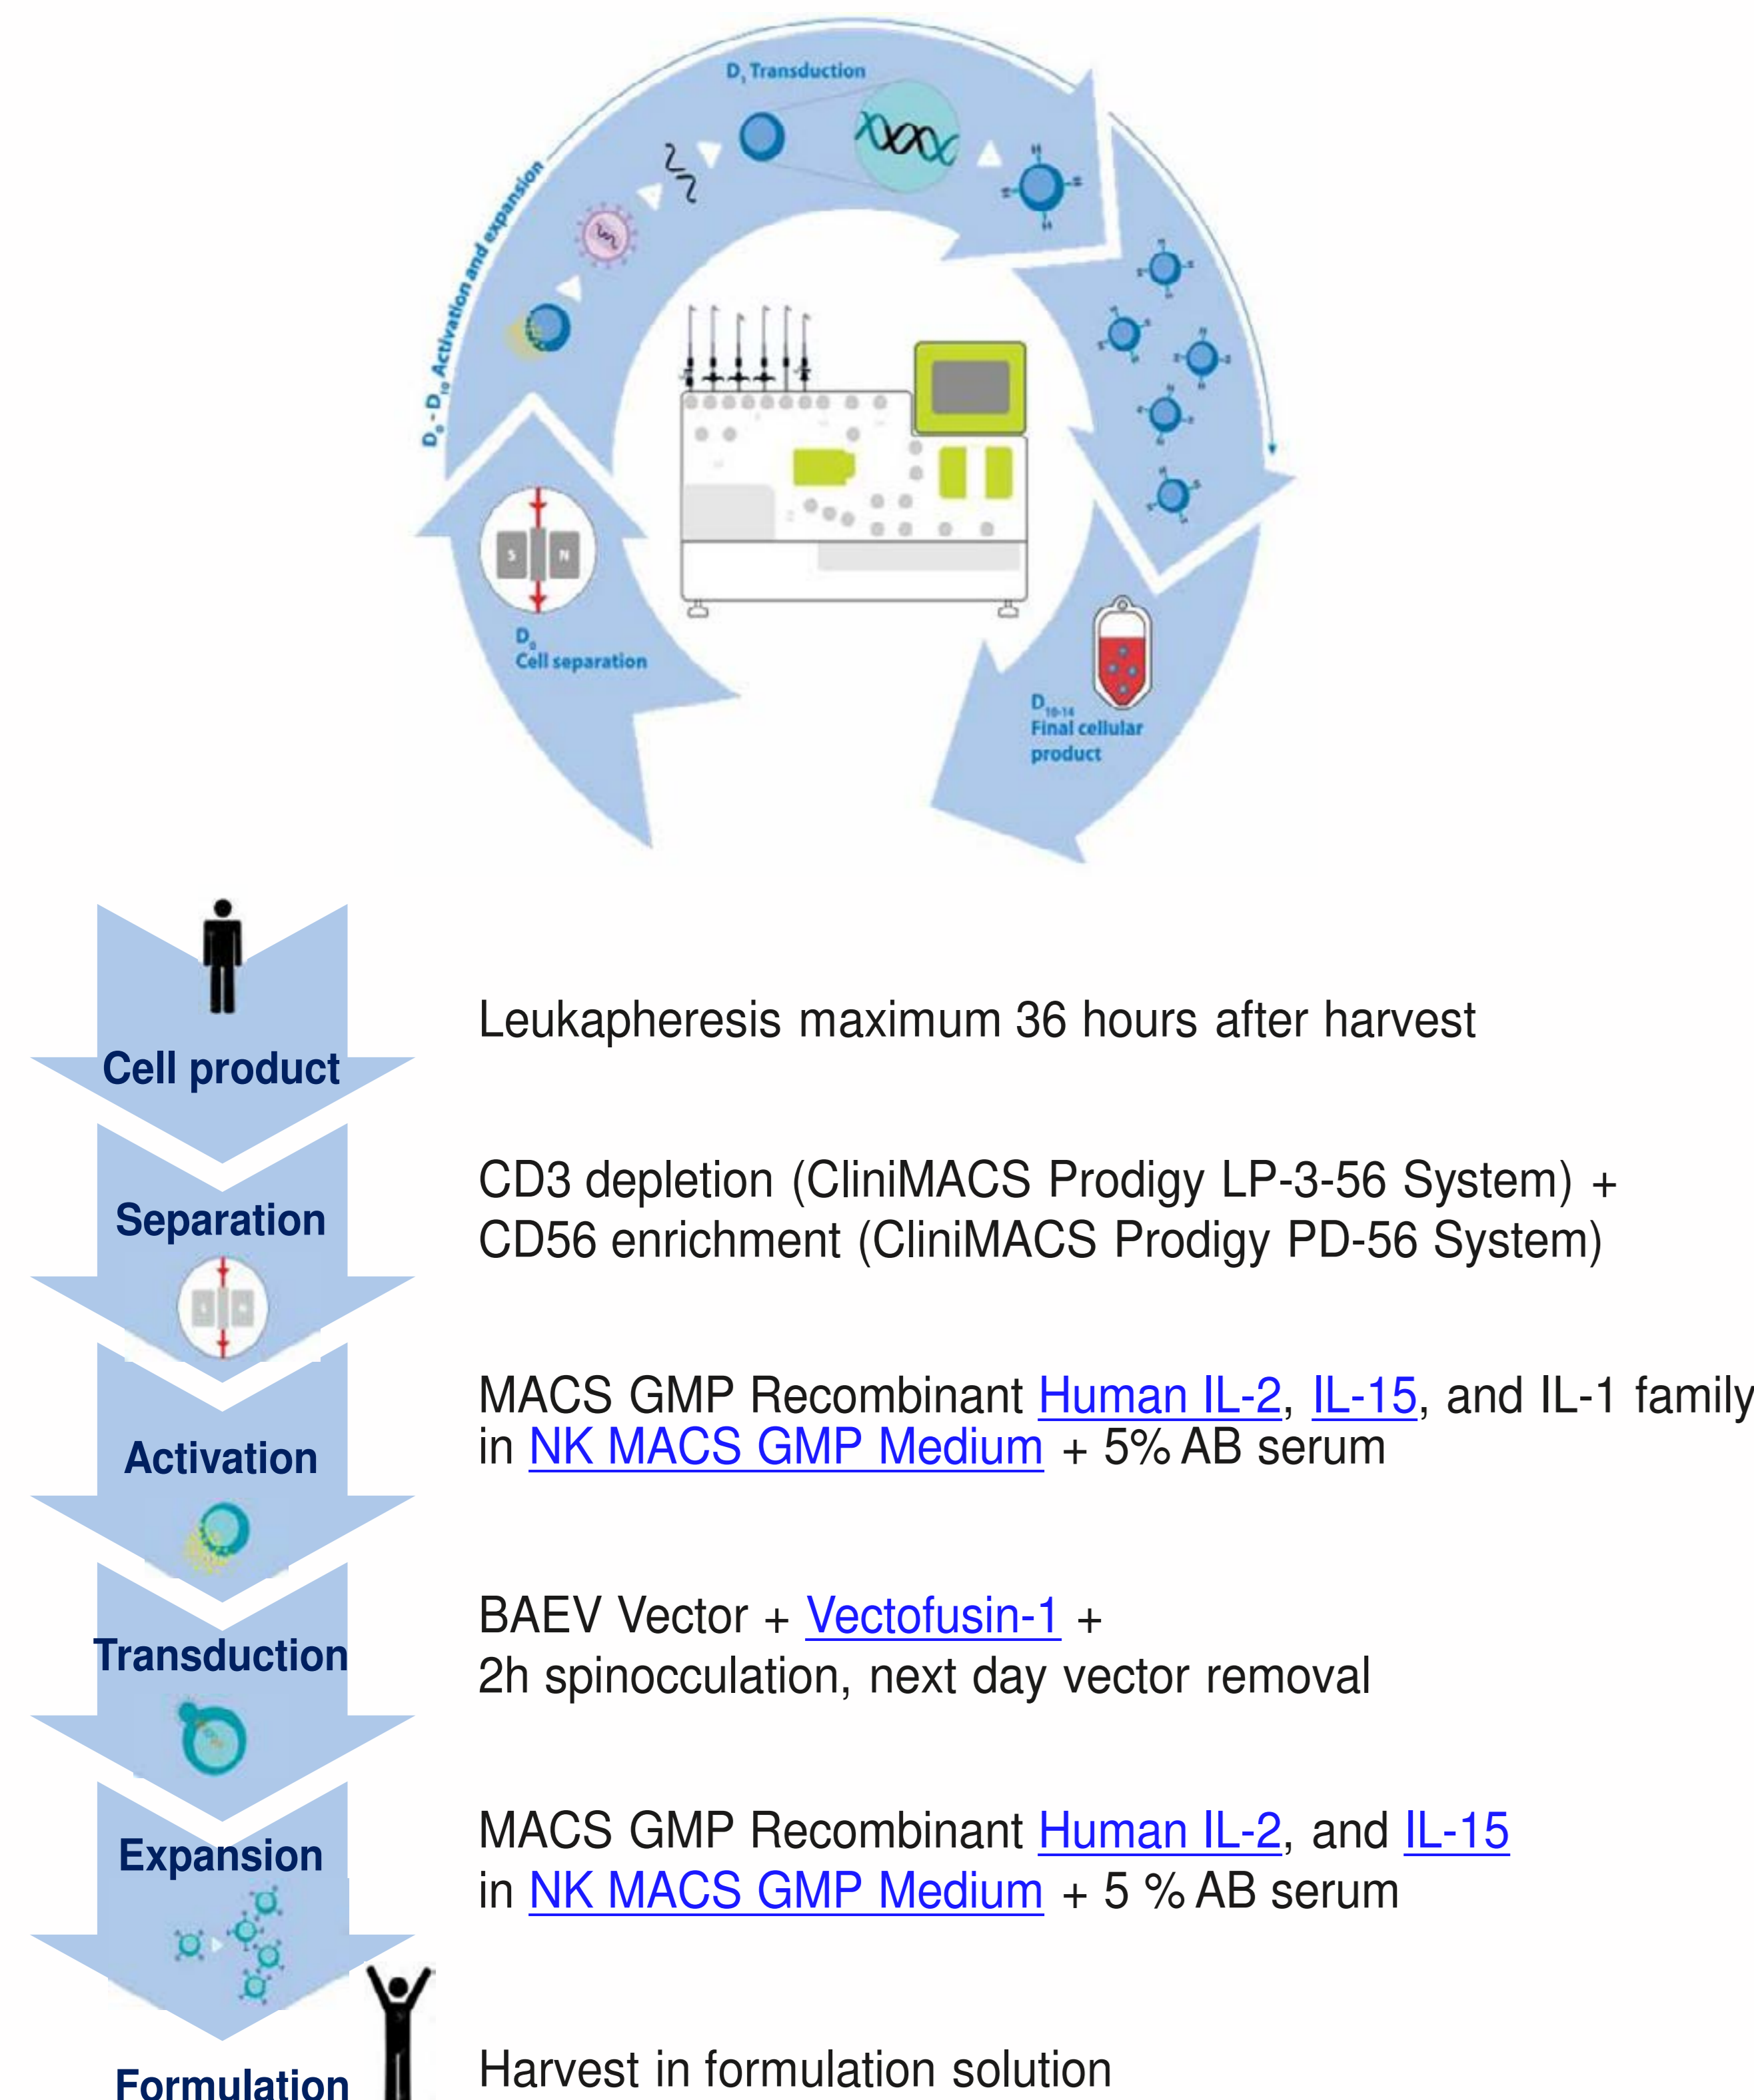 D1 Transduction
D0 - D10 Activation and expansion
S N
D0
Cell separation
D10-14
Final cellular
product
Cell product
Leukapheresis maximum 36 hours after harvest
Separation
CD3 depletion (CliniMACS Prodigy LP-3-56 System) +
CD56 enrichment (CliniMACS Prodigy PD-56 System)
Activation
MACS GMP Recombinant Human IL-2, IL-15, and IL-1 family
in NK MACS GMP Medium + 5% AB serum
Transduction
BAEV Vector + Vectofusin-1 +
2h spinocculation, next day vector removal
Expansion
MACS GMP Recombinant Human IL-2, and IL-15
in NK MACS GMP Medium + 5 % AB serum
Formulation
Harvest in formulation solution